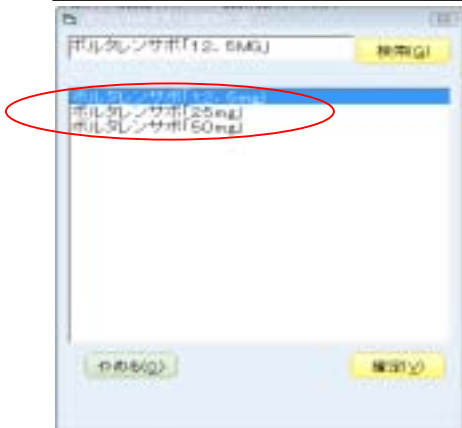 ボルタレンサポ「12. 5MG」
検索(G)
ボルタレンサポ「12. 5mg」
ボルタレンサポ「25mg」
ボルタレンサポ「50mg」
やめる(Q)
確定(Y)